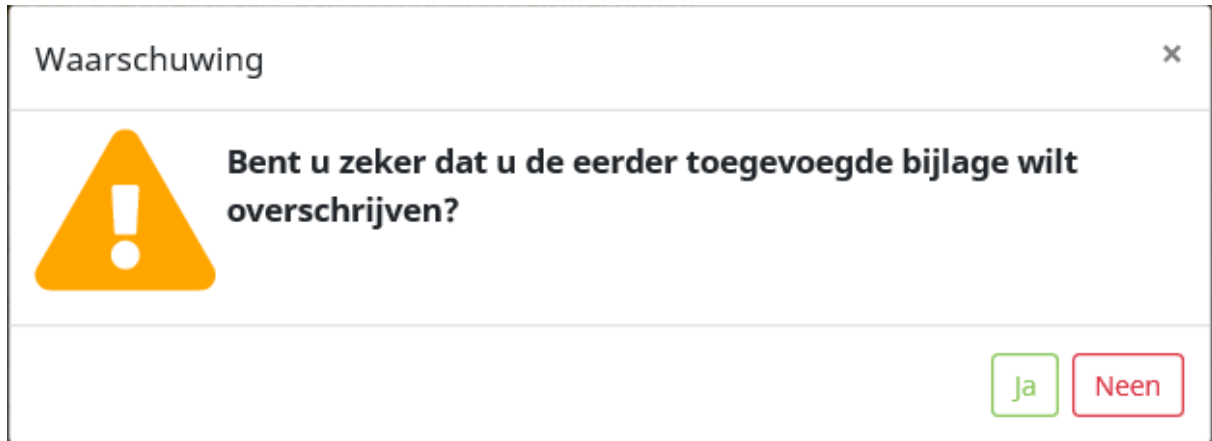 Waarschuwing ×
Bent u zeker dat u de eerder toegevoegde bijlage wilt
overschrijven?
Ja Neen